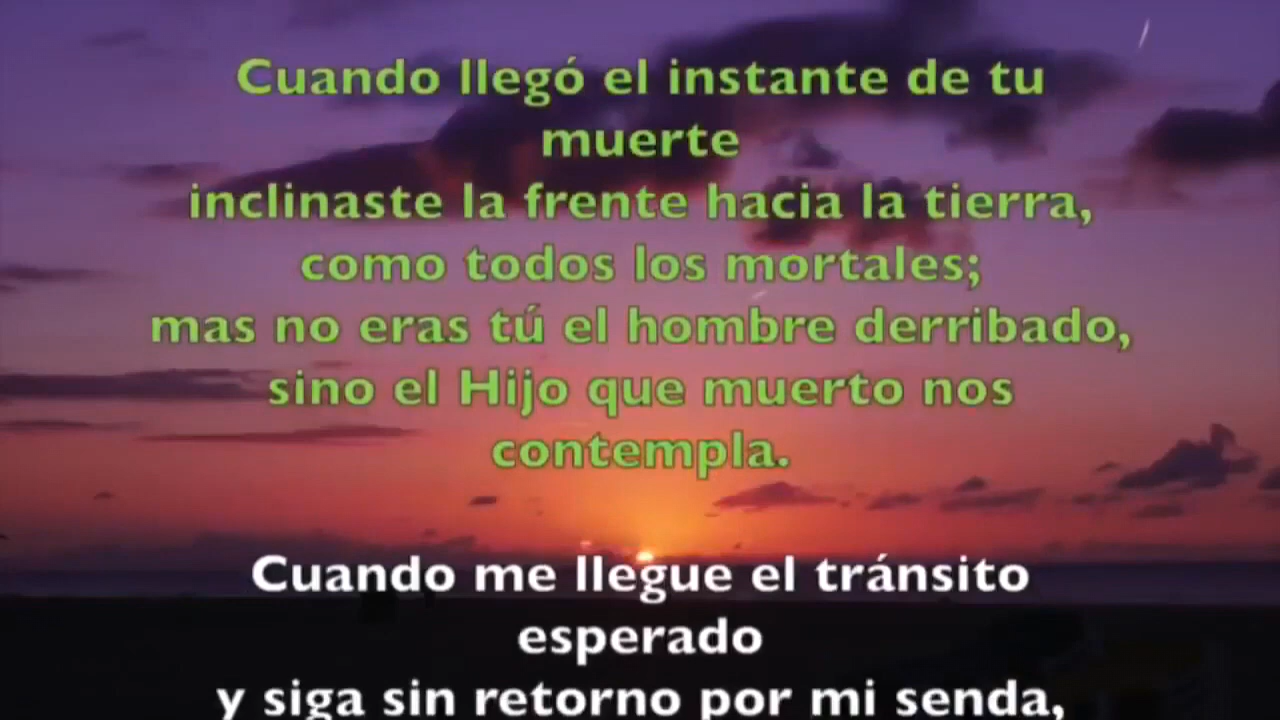 Cuando llegó el instante de tu
muerte
inclinaste la frente hacia la tierra,
como todos los mortales;
mas no eras tú el hombre derribado,
sino el Hijo que muerto nos
contempla.
Cuando me llegue el tránsito
esperado
y siga sin retorno por mi senda,